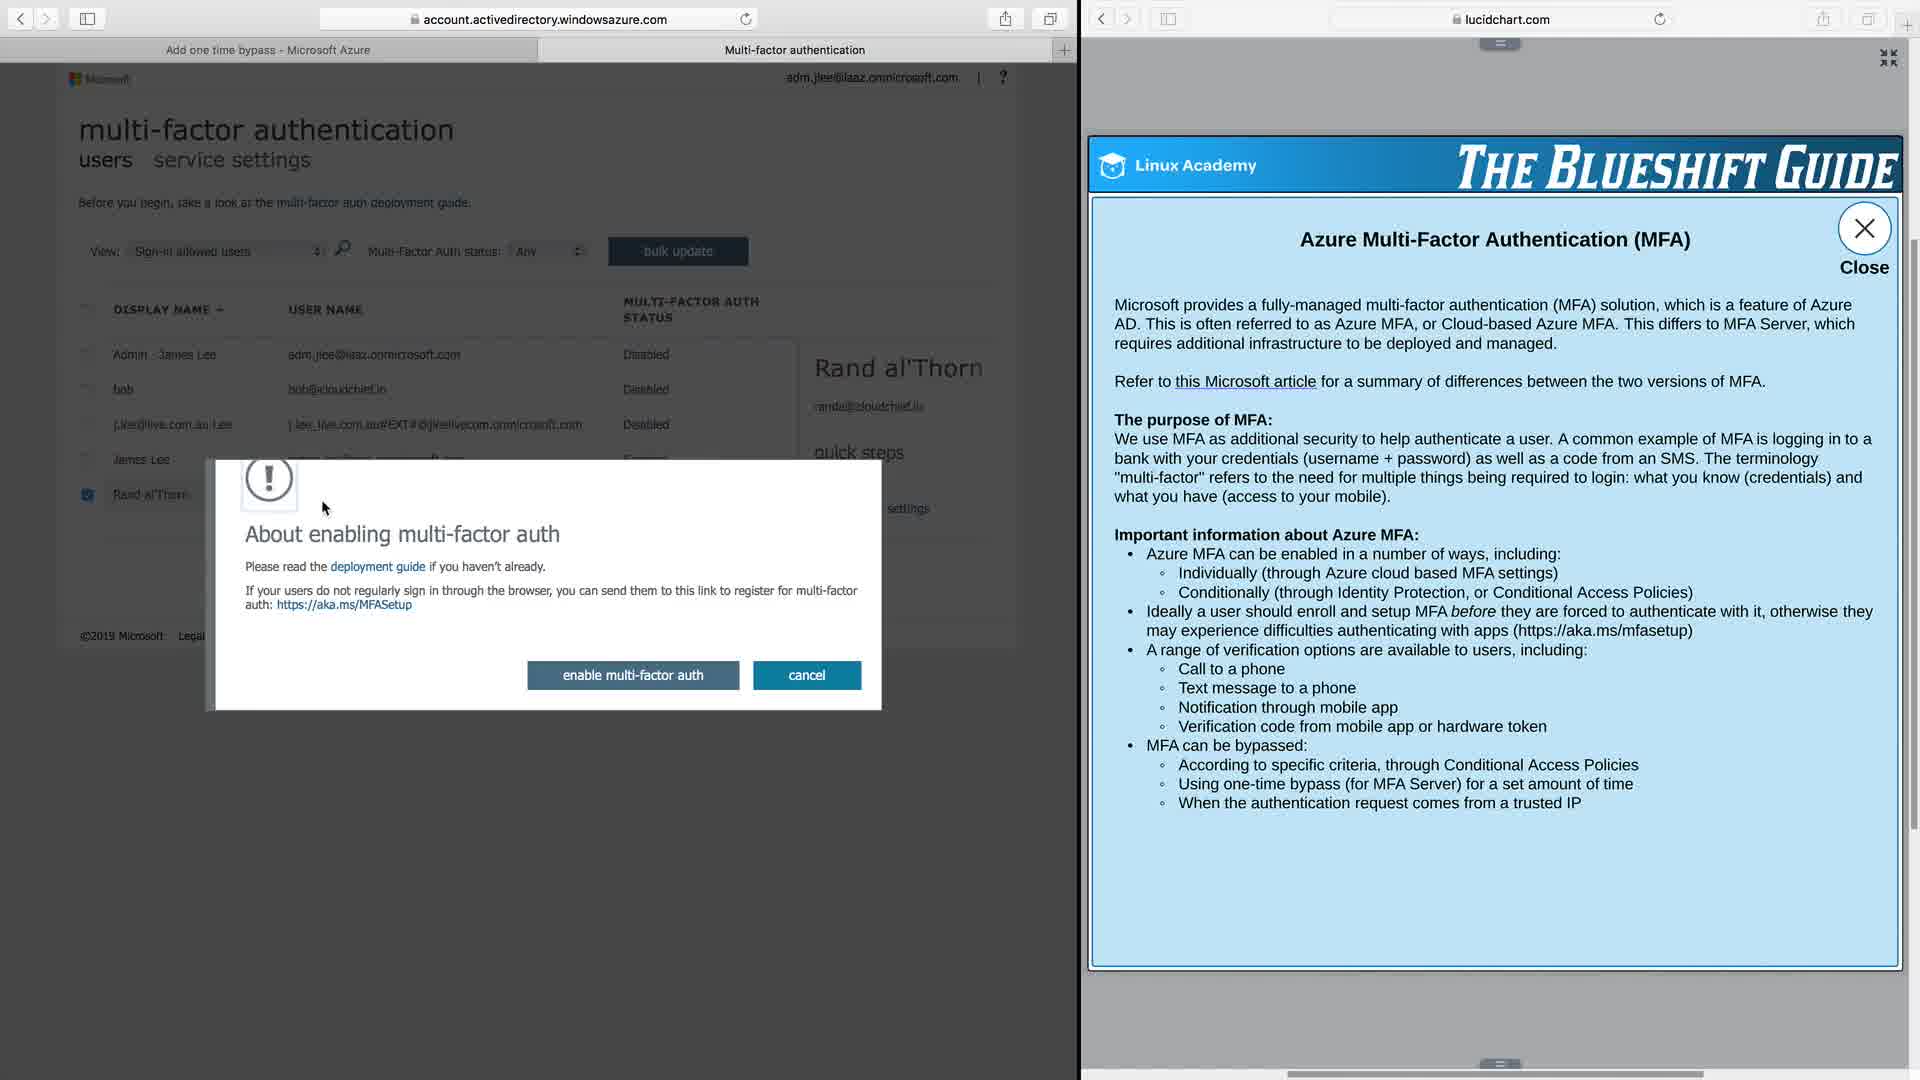 account.activedirectory.windowsazure.com
Add one time bypass - Microsoft Azure
Multi-factor authentication
Microsoft
adm.jlee@laaz.onmicrosoft.com | ?
multi-factor authentication
users service settings
Before you begin, take a look at the multi-factor auth deployment guide.
View: Sign-in allowed users Multi-Factor Auth status: Any bulk update
DISPLAY NAME USER NAME MULTI-FACTOR AUTH
STATUS
Admin - James Lee adm.jlee@laaz.onmicrosoft.com Disabled
bob bob@cloudchief.io Disabled
j.lee@live.com.au Lee j.lee_live.com.au#EXT#@jleelivecom.onmicrosoft.com Disabled
James Lee
Rand al'Thorn
Rand al'Thorn
randa@cloudchief.io
quick steps
settings
About enabling multi-factor auth
Please read the deployment guide if you haven't already.
If your users do not regularly sign in through the browser, you can send them to this link to register for multi-factor
auth: https://aka.ms/MFASetup
enable multi-factor auth cancel
©2019 Microsoft Legal
lucidchart.com
Linux Academy
THE BLUESHIFT GUIDE
Azure Multi-Factor Authentication (MFA)
Close
Microsoft provides a fully-managed multi-factor authentication (MFA) solution, which is a feature of Azure
AD. This is often referred to as Azure MFA, or Cloud-based Azure MFA. This differs to MFA Server, which
requires additional infrastructure to be deployed and managed.
Refer to this Microsoft article for a summary of differences between the two versions of MFA.
The purpose of MFA:
We use MFA as additional security to help authenticate a user. A common example of MFA is logging in to a
bank with your credentials (username + password) as well as a code from an SMS. The terminology
"multi-factor" refers to the need for multiple things being required to login: what you know (credentials) and
what you have (access to your mobile).
Important information about Azure MFA:
• Azure MFA can be enabled in a number of ways, including:
◦ Individually (through Azure cloud based MFA settings)
◦ Conditionally (through Identity Protection, or Conditional Access Policies)
• Ideally a user should enroll and setup MFA before they are forced to authenticate with it, otherwise they
may experience difficulties authenticating with apps (https://aka.ms/mfasetup)
• A range of verification options are available to users, including:
◦ Call to a phone
◦ Text message to a phone
◦ Notification through mobile app
◦ Verification code from mobile app or hardware token
• MFA can be bypassed:
◦ According to specific criteria, through Conditional Access Policies
◦ Using one-time bypass (for MFA Server) for a set amount of time
◦ When the authentication request comes from a trusted IP